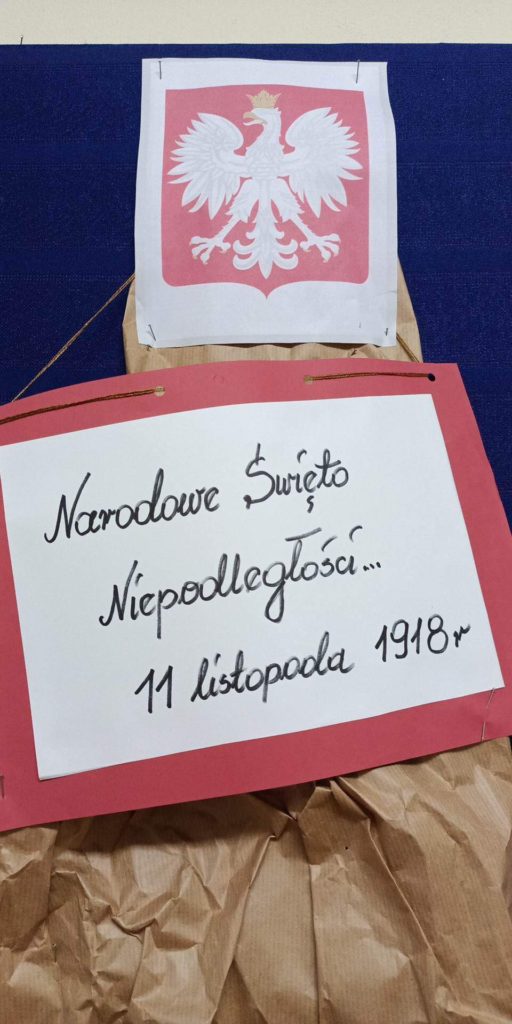 Narodowe Święto
Niepodległości...
11 listopada 1918r